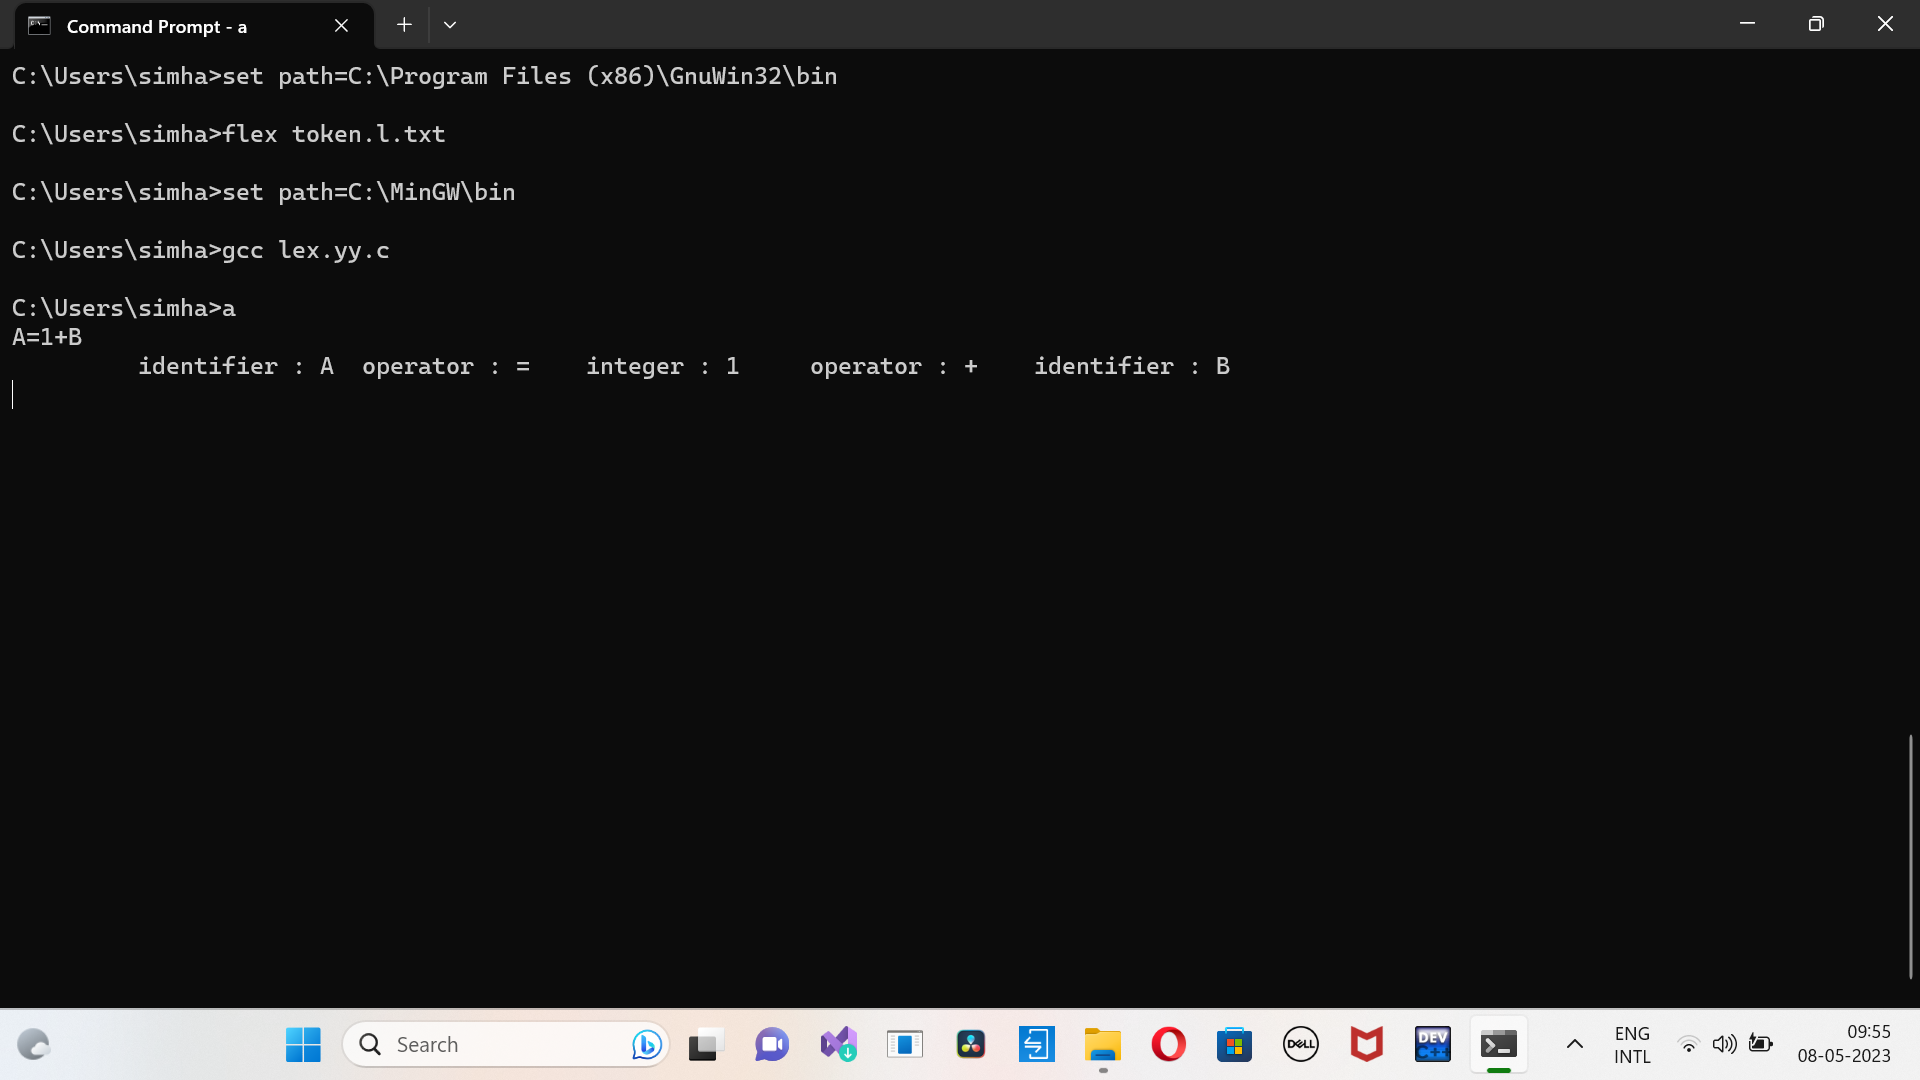 Command Prompt - a
C:\Users\simha>set path=C:\Program Files (x86)\GnuWin32\bin
C:\Users\simha>flex token.l.txt
C:\Users\simha>set path=C:\MinGW\bin
C:\Users\simha>gcc lex.yy.c
C:\Users\simha>a
A=1+B
identifier : A operator : = integer : 1 operator : + identifier : B
Search
DELL
DEV
C++
ENG
INTL
09:55
08-05-2023